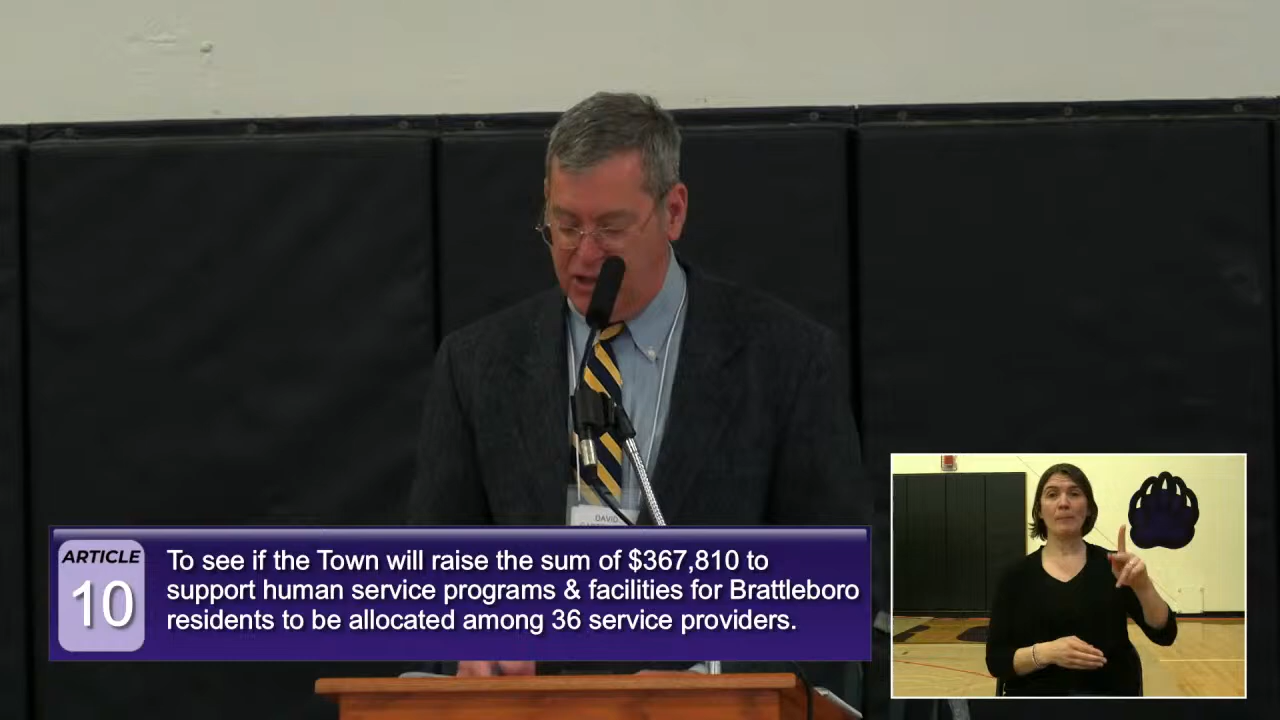 DAVID
ARTICLE
10
To see if the Town will raise the sum of $367,810 to
support human service programs & facilities for Brattleboro
residents to be allocated among 36 service providers.